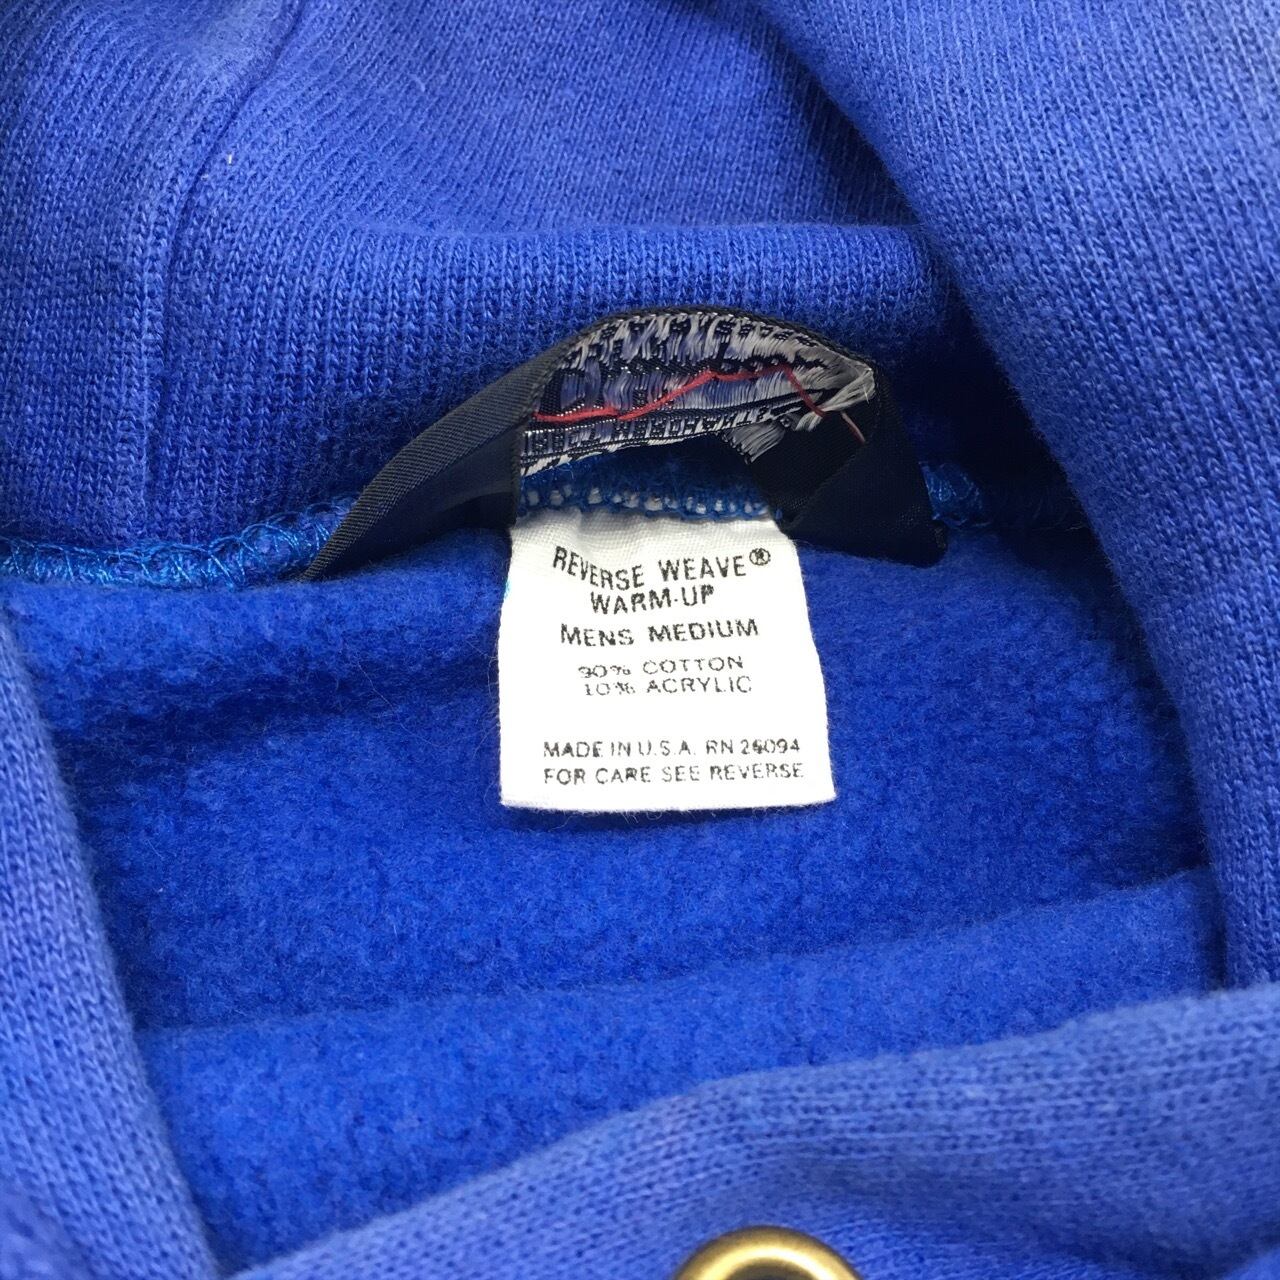 REVERSE WEAVE®
WARM-UP
MENS MEDIUM
90% COTTON
10% ACRYLIC
MADE IN U.S.A. RN 26094
FOR CARE SEE REVERSE